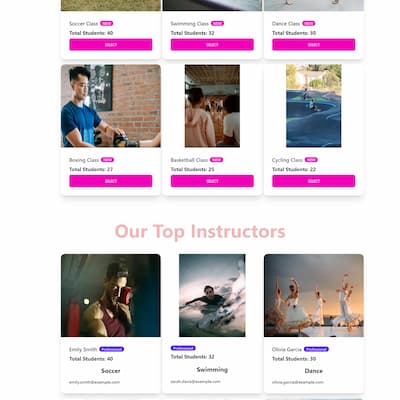 Soccer Class NEW
Total Students: 40
SELECT
Swimming Class NEW
Total Students: 32
SELECT
Dance Class NEW
Total Students: 30
SELECT
Boxing Class NEW
Total Students: 27
SELECT
Basketball Class NEW
Total Students: 25
SELECT
Cycling Class NEW
Total Students: 22
SELECT
Our Top Instructors
Emily Smith Professional
Total Students: 40
Soccer
emily.smith@example.com
Professional
Total Students: 32
Swimming
sarah.davis@example.com
Olivia Garcia Professional
Total Students: 30
Dance
olivia.garcia@example.com